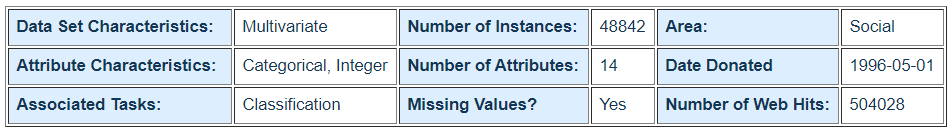 Data Set Characteristics: Multivariate Number of Instances: 48842 Area: Social
Attribute Characteristics: Categorical, Integer Number of Attributes: 14 Date Donated 1996-05-01
Associated Tasks: Classification Missing Values? Yes Number of Web Hits: 504028